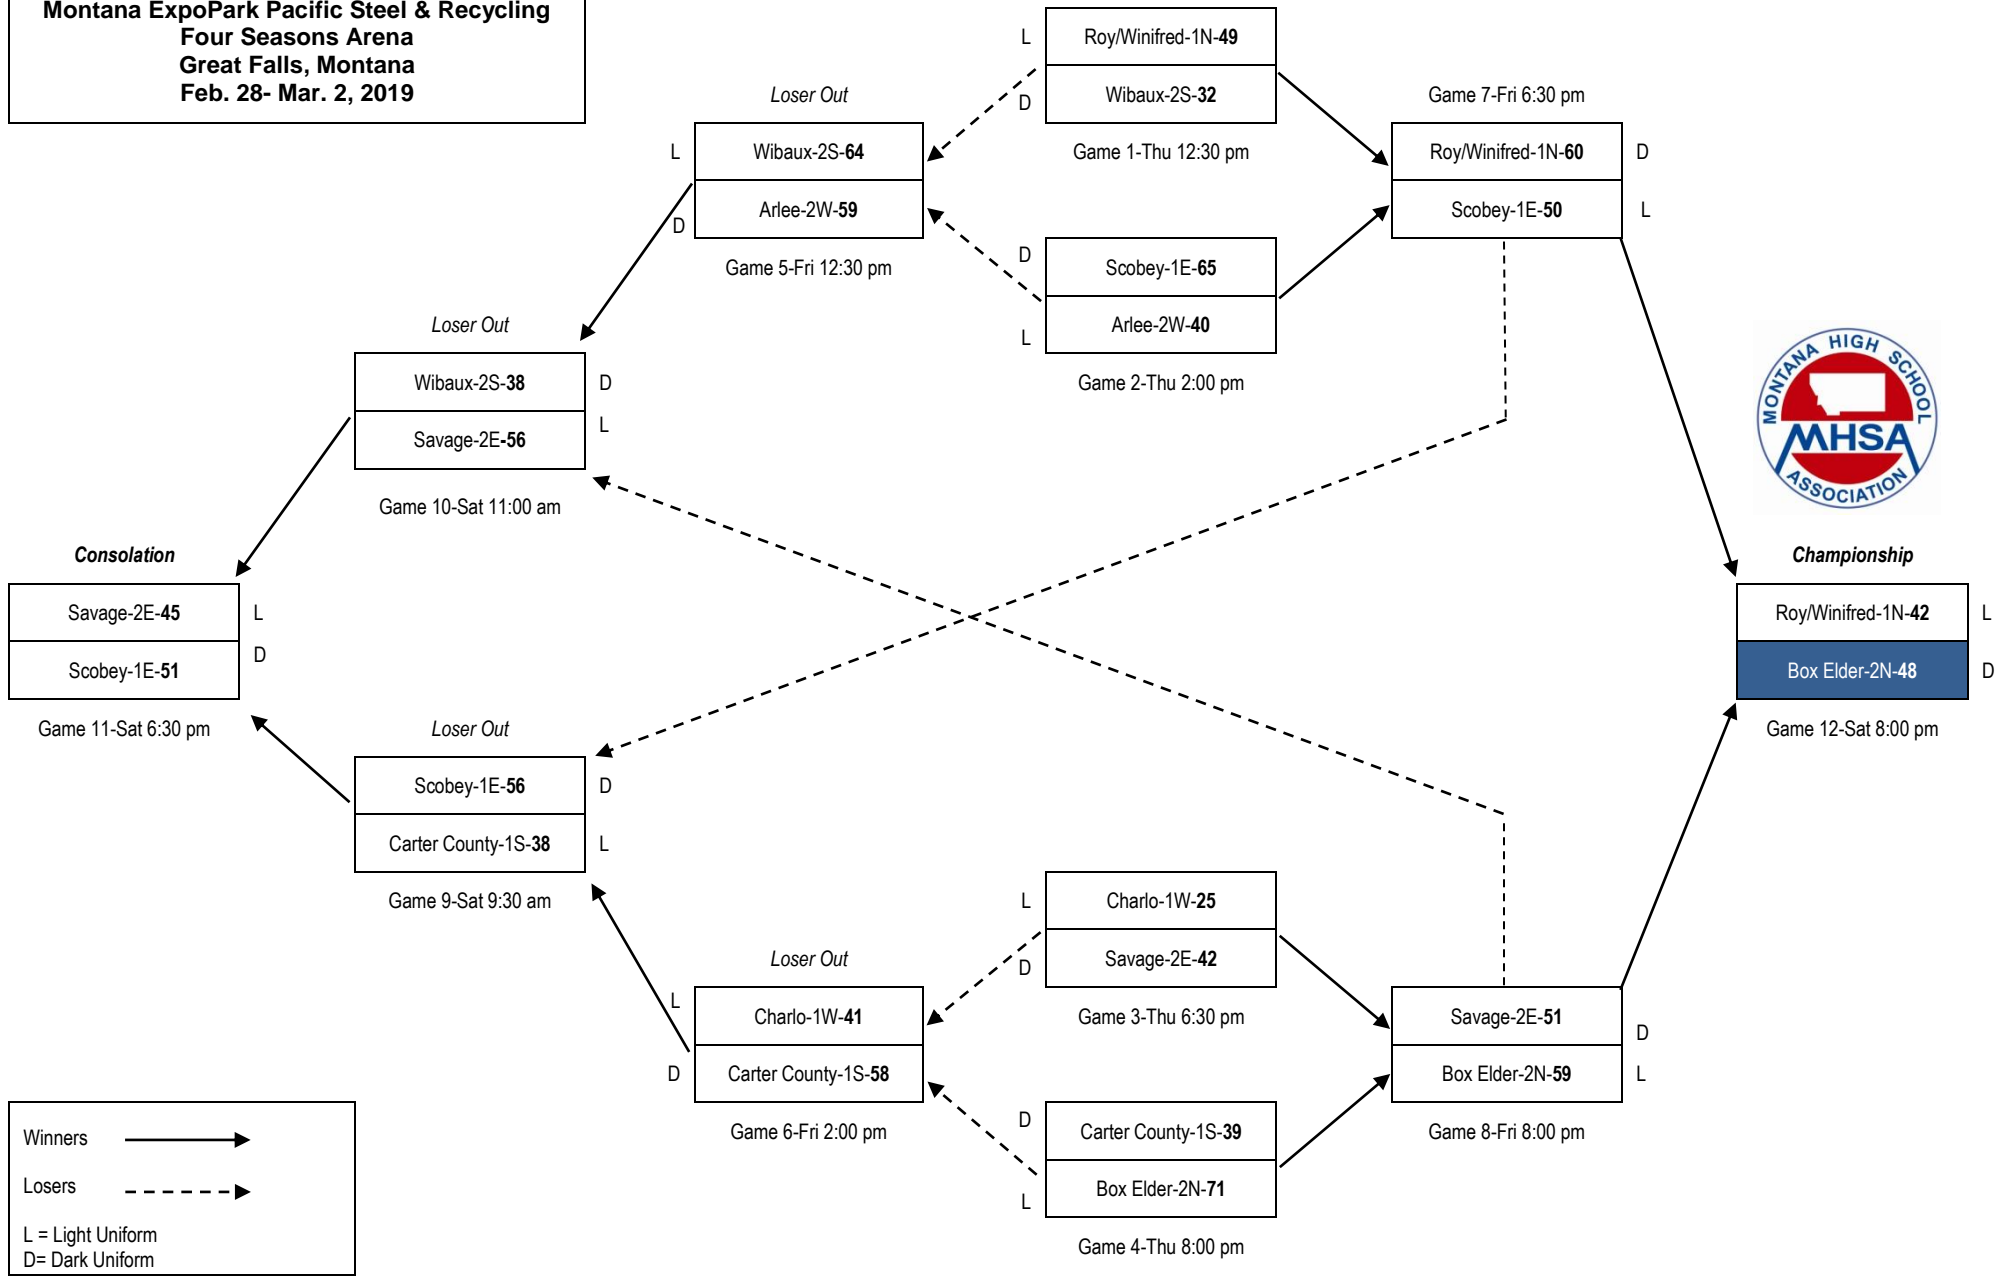 Montana ExpoPark Pacific Steel & Recycling
Four Seasons Arena
Great Falls, Montana
Feb. 28- Mar. 2, 2019
L
Roy/Winifred-1N-49
D
Wibaux-2S-32
Game 1-Thu 12:30 pm
D
Scobey-1E-65
L
Arlee-2W-40
Game 2-Thu 2:00 pm
Loser Out
L
Wibaux-2S-64
D
Arlee-2W-59
Game 5-Fri 12:30 pm
Game 7-Fri 6:30 pm
Roy/Winifred-1N-60
D
Scobey-1E-50
L
Loser Out
Wibaux-2S-38
D
Savage-2E-56
L
Game 10-Sat 11:00 am
MONTANA HIGH SCHOOL
MHSA
ASSOCIATION
Consolation
Savage-2E-45
L
Scobey-1E-51
D
Game 11-Sat 6:30 pm
Championship
Roy/Winifred-1N-42
L
Box Elder-2N-48
D
Game 12-Sat 8:00 pm
Loser Out
Scobey-1E-56
D
Carter County-1S-38
L
Game 9-Sat 9:30 am
L
Charlo-1W-25
D
Savage-2E-42
Game 3-Thu 6:30 pm
Loser Out
L
Charlo-1W-41
D
Carter County-1S-58
Game 6-Fri 2:00 pm
Savage-2E-51
D
Box Elder-2N-59
L
Game 8-Fri 8:00 pm
D
Carter County-1S-39
L
Box Elder-2N-71
Game 4-Thu 8:00 pm
Winners
Losers
L = Light Uniform
D= Dark Uniform